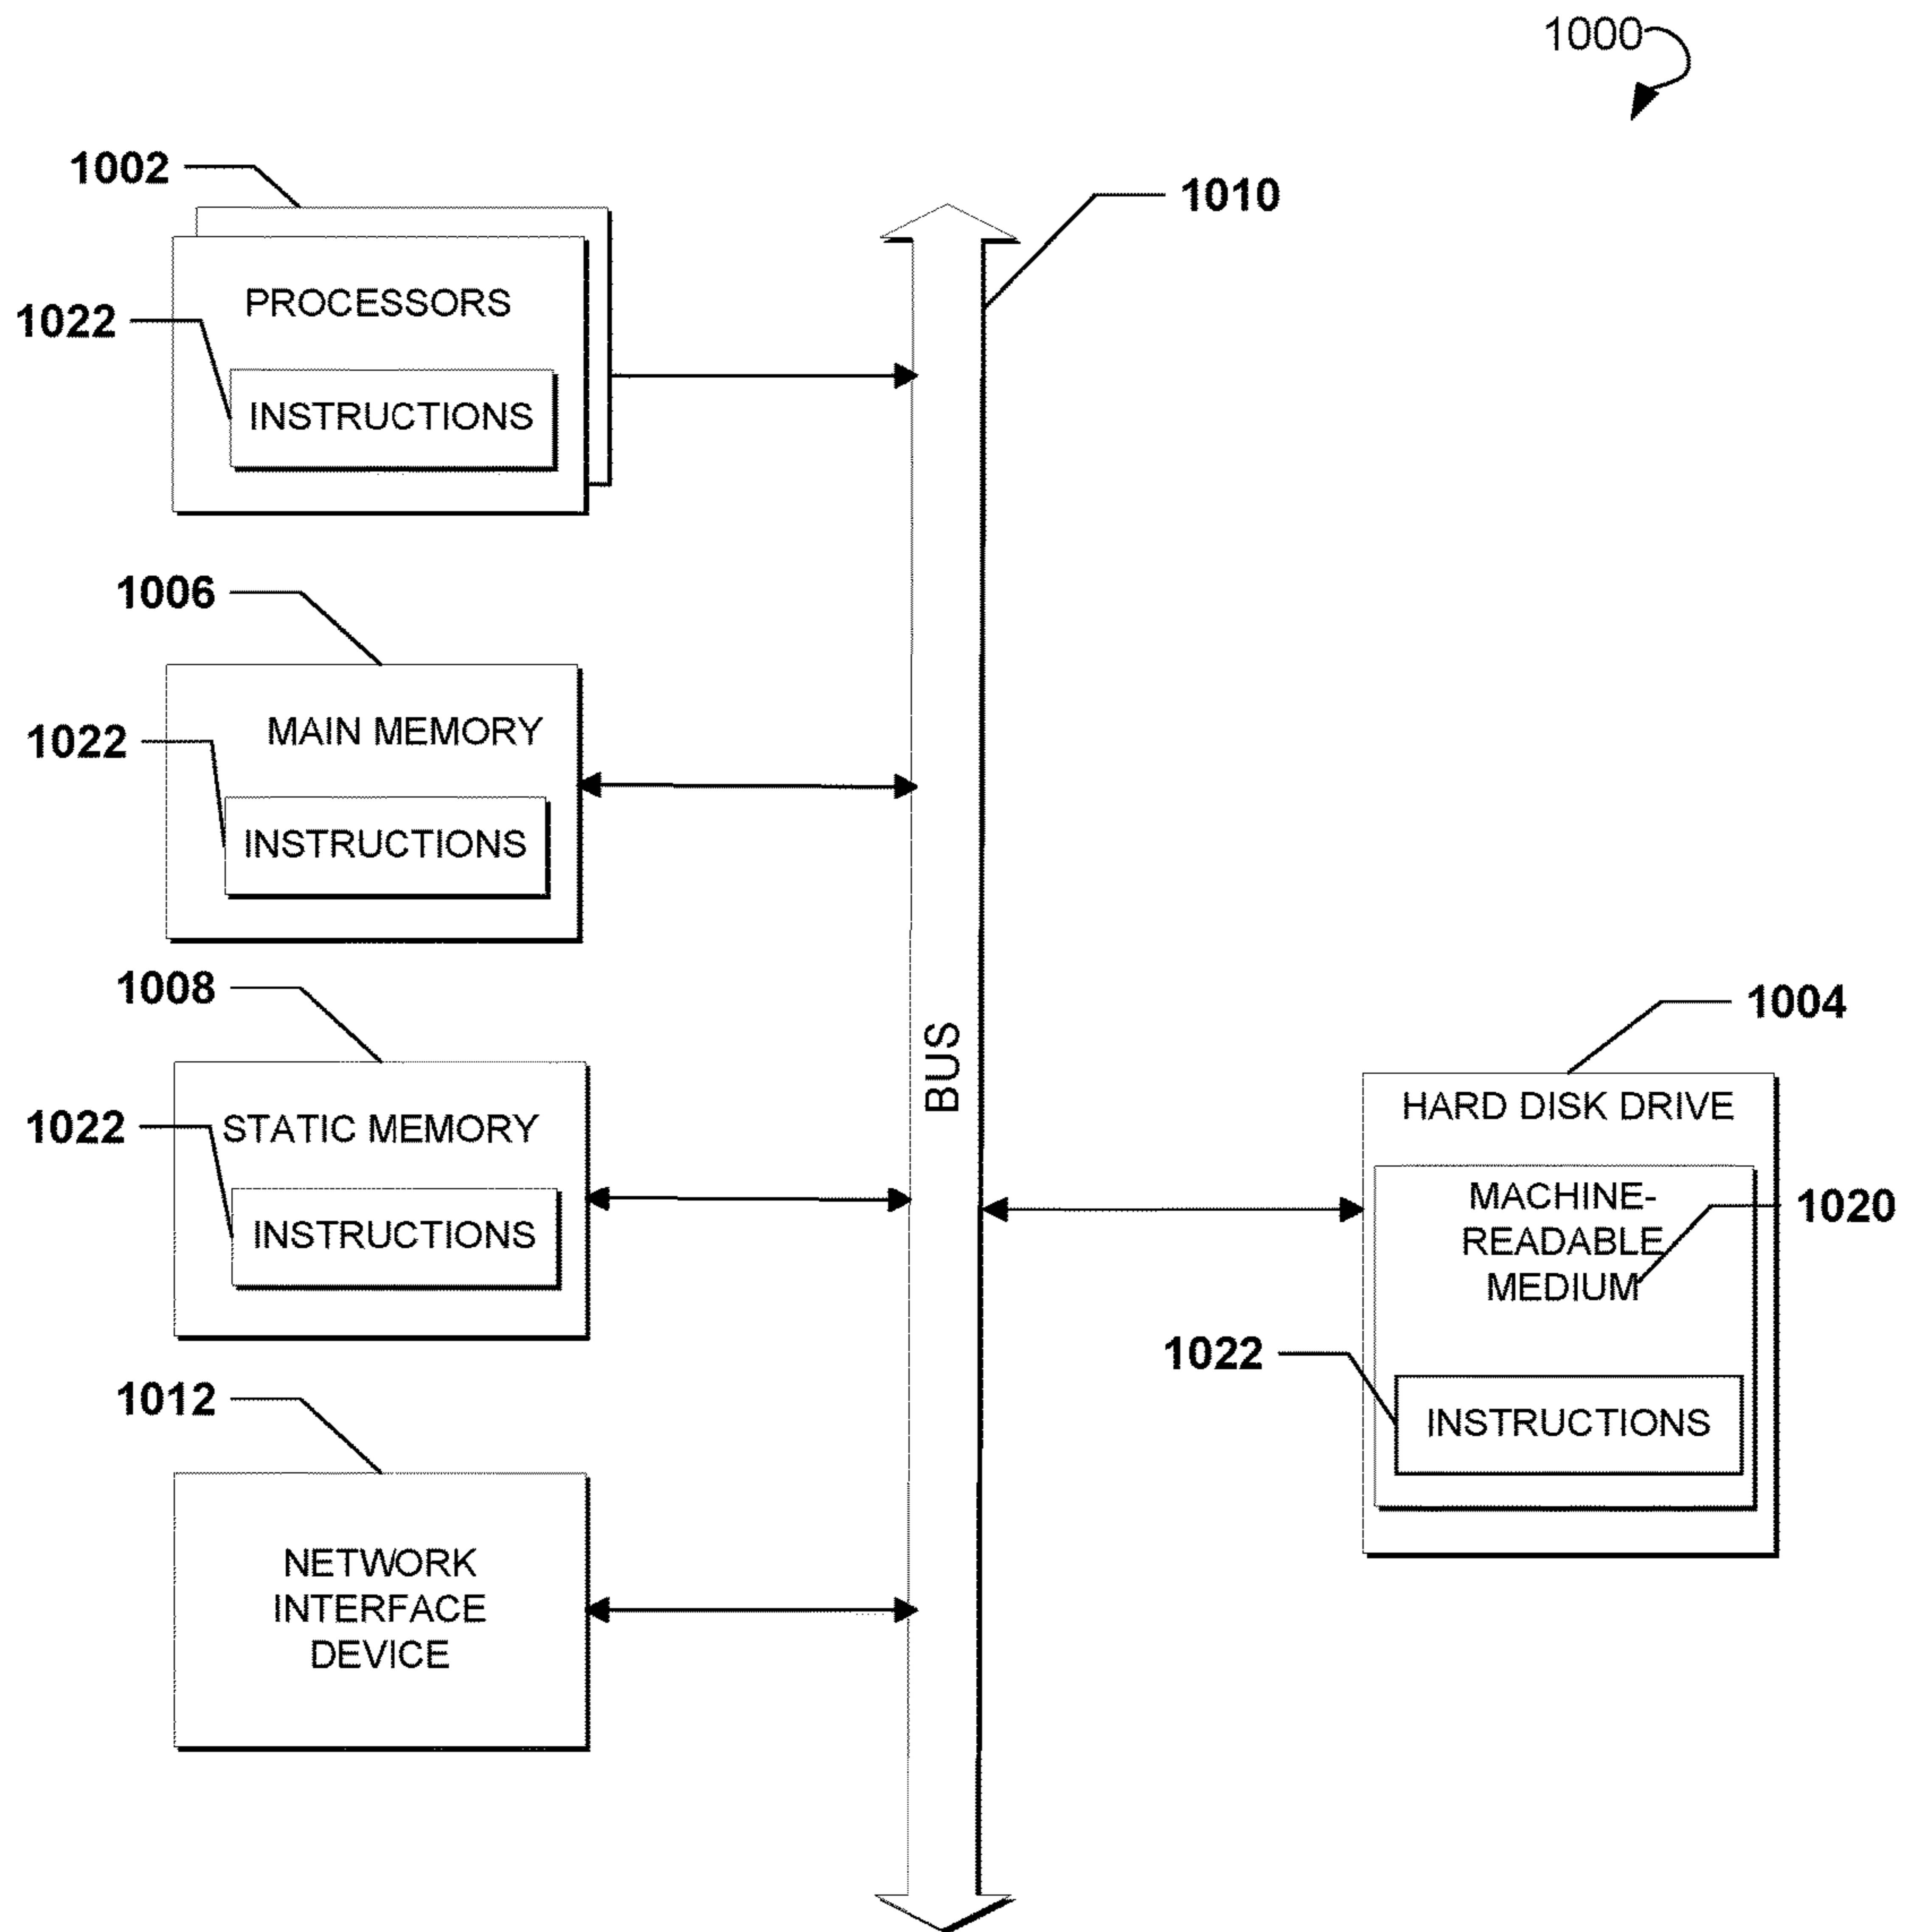 1000
1002
1010
PROCESSORS
1022
INSTRUCTIONS
1006
MAIN MEMORY
1022
INSTRUCTIONS
1008
STATIC MEMORY
1022
INSTRUCTIONS
1012
NETWORK
INTERFACE
DEVICE
BUS
1004
HARD DISK DRIVE
MACHINE-
READABLE
MEDIUM
1020
1022
INSTRUCTIONS